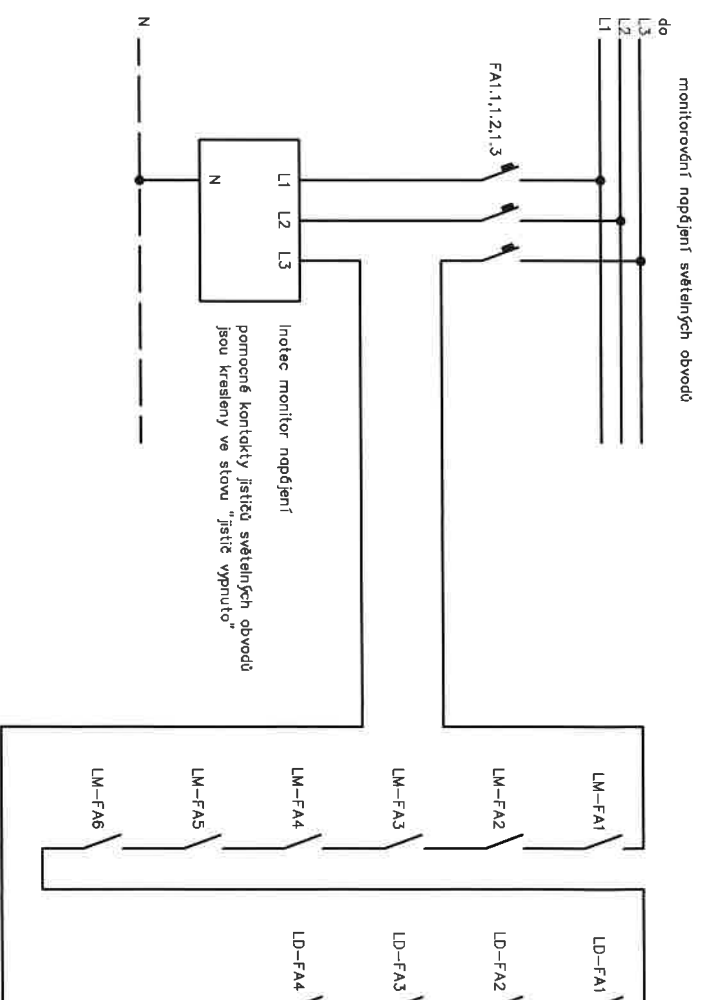 monitorování napájení světelných obvodů
do
L3
L2
L1
FA1.1,1.2,1.3
N
L1
L2
L3
N
Inotec monitor napájení
pomocné kontakty jističů světelných obvodů
jsou kresleny ve stavu "jistič vypnuto"
LM-FA1
LM-FA2
LM-FA3
LM-FA4
LM-FA5
LM-FA6
LD-FA1
LD-FA2
LD-FA3
LD-FA4